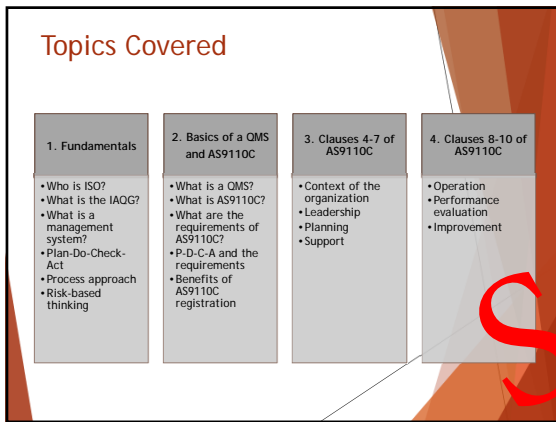 Topics Covered
1. Fundamentals
• Who is ISO?
• What is the IAQG?
• What is a
management
system?
• Plan-Do-Check-
Act
• Process approach
• Risk-based
thinking
2. Basics of a QMS
and AS9110C
• What is a QMS?
• What is AS9110C?
• What are the
requirements of
AS9110C?
• P-D-C-A and the
requirements
• Benefits of
AS9110C
registration
3. Clauses 4-7 of
AS9110C
• Context of the
organization
• Leadership
• Planning
• Support
4. Clauses 8-10 of
AS9110C
• Operation
• Performance
evaluation
• Improvement
S